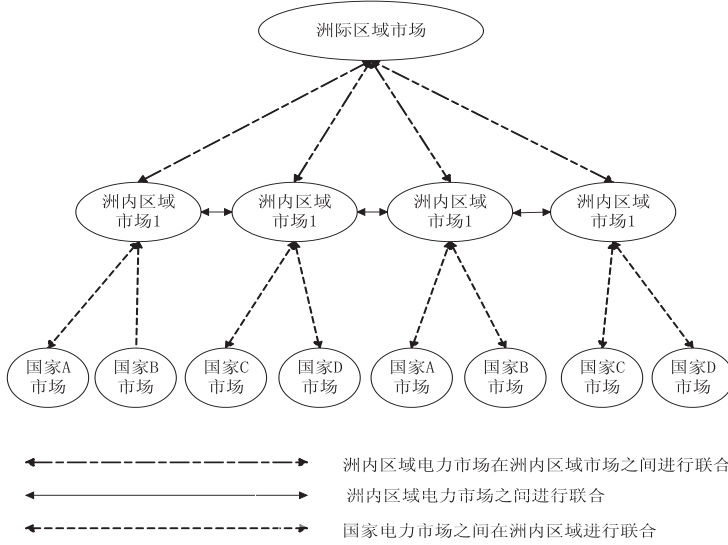 洲际区域市场
洲内区域
市场1
洲内区域
市场1
洲内区域
市场1
洲内区域
市场1
国家A
市场
国家B
市场
国家C
市场
国家D
市场
国家A
市场
国家B
市场
国家C
市场
国家D
市场
洲内区域电力市场在洲内区域市场之间进行联合
洲内区域电力市场之间进行联合
国家电力市场之间在洲内区域进行联合